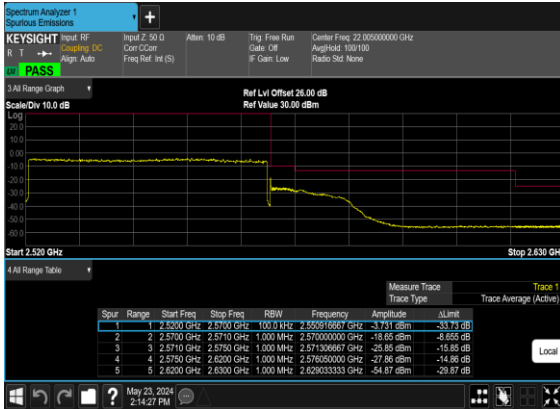 Spectrum Analyzer 1
Spurious Emissions
+
KEYSIGHT Input: RF Input Z: 50 Ω Atten: 10 dB Trig: Free Run Center Freq: 22.005000000 GHz
R T Coupling: DC Corr CCorr Gate: Off Avg|Hold: 100/100
Align: Auto Freq Ref: Int (S) IF Gain: Low Radio Std: None
PASS
3 All Range Graph
Ref Lvl Offset 26.00 dB
Scale/Div 10.0 dB Ref Value 30.00 dBm
Log
20.0
10.0
0.00
-10.0
-20.0
-30.0
-40.0
-50.0
-60.0
Start 2.520 GHz Stop 2.630 GHz
4 All Range Table
Measure Trace Trace 1
Trace Type Trace Average (Active)
Spur Range Start Freq Stop Freq RBW Frequency Amplitude ΔLimit
1 1 2.5200 GHz 2.5700 GHz 100.0 kHz 2.550916667 GHz -3.731 dBm -33.73 dB
2 2 2.5700 GHz 2.5710 GHz 1.000 MHz 2.570000000 GHz -18.65 dBm -8.655 dB
3 3 2.5710 GHz 2.5750 GHz 1.000 MHz 2.571306667 GHz -25.85 dBm -15.85 dB
4 4 2.5750 GHz 2.6200 GHz 1.000 MHz 2.576050000 GHz -27.86 dBm -14.86 dB
5 5 2.6200 GHz 2.6300 GHz 1.000 MHz 2.629033333 GHz -54.87 dBm -29.87 dB
Local
?
May 23, 2024
2:14:27 PM